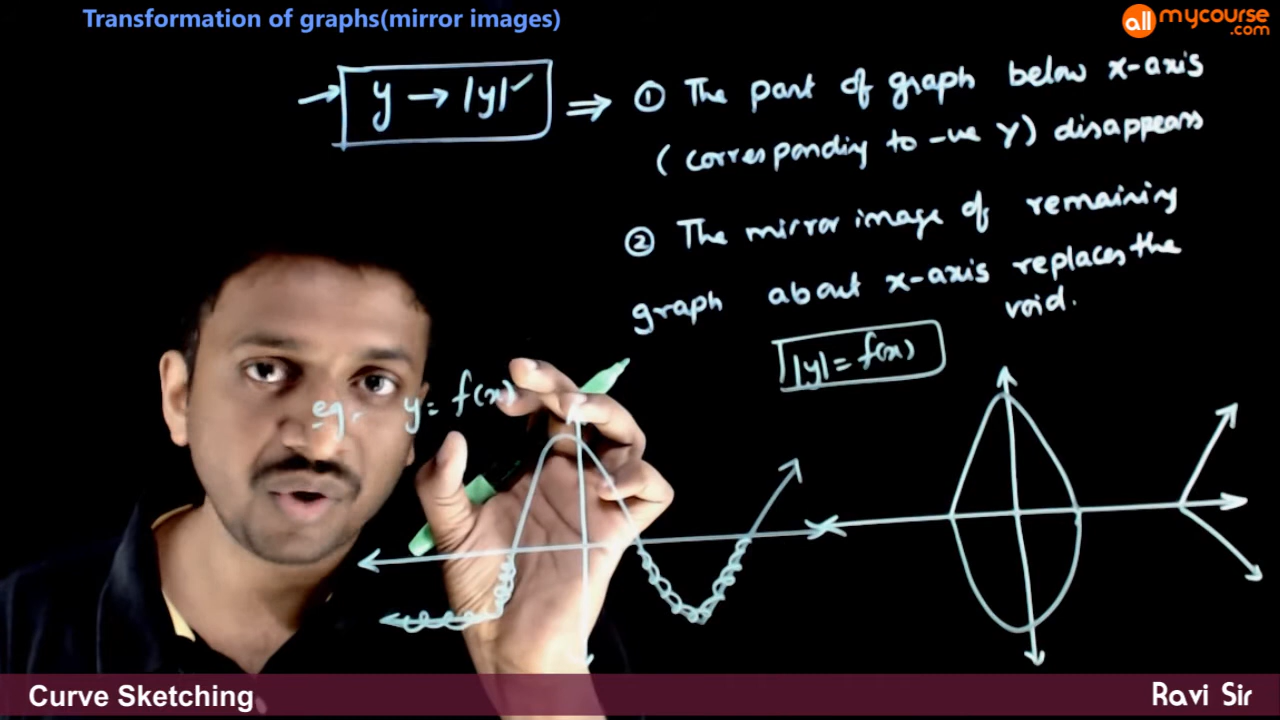 Transformation of graphs(mirror images)
all mycourse .com
y → |y| ✓ ⇒ ① The part of graph below x-axis
(corresponding to -ve y) disappears
② The mirror image of remaining
graph about x-axis replaces the
void.
|y| = f(x)
eg. y = f(x)
Curve Sketching
Ravi Sir